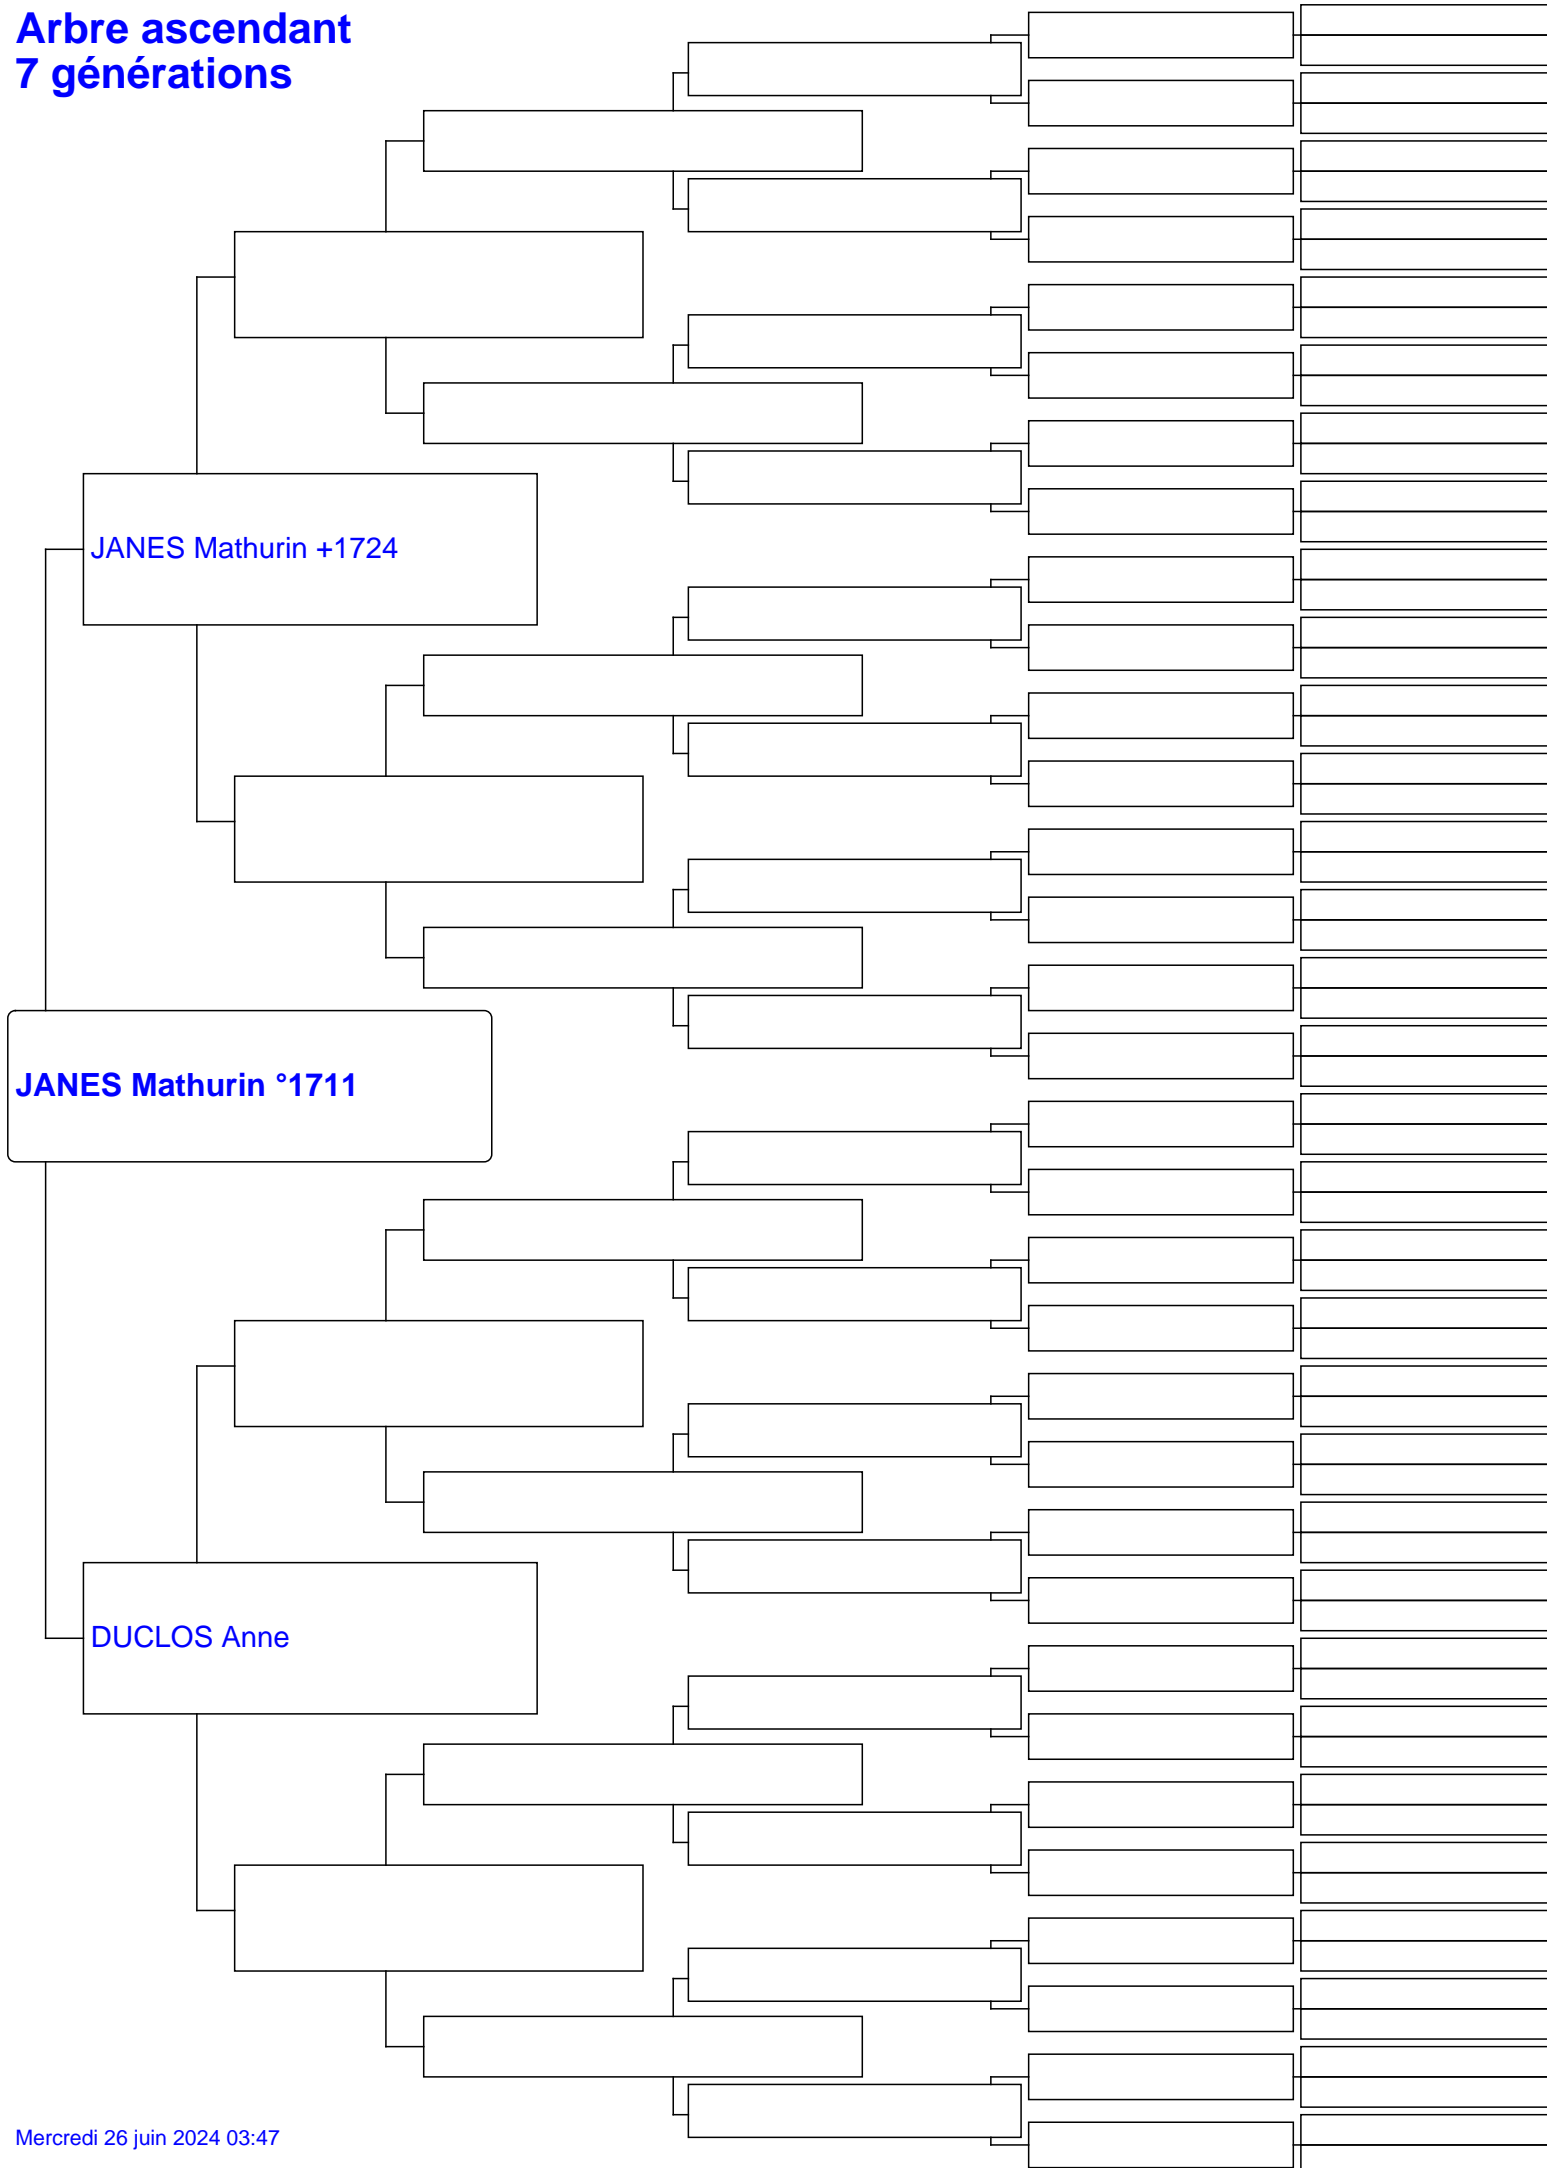 Arbre ascendant
7 générations
JANES Mathurin +1724
JANES Mathurin °1711
DUCLOS Anne
Mercredi 26 juin 2024 03:47